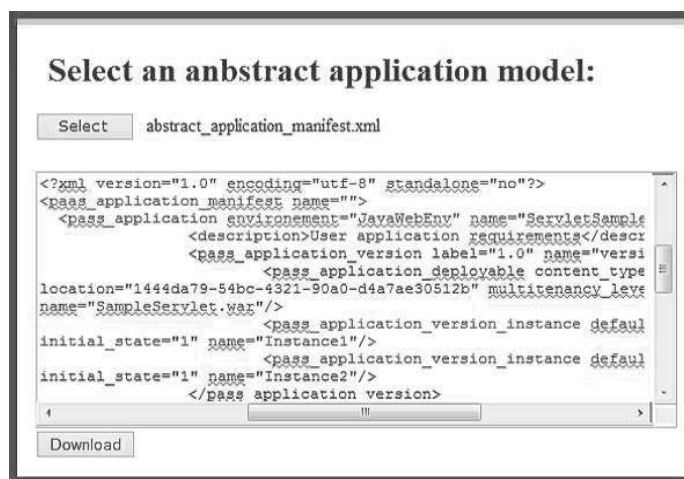 Select an anbstract application model:
Select abstract_application_manifest.xml
<?xml version="1.0" encoding="utf-8" standalone="no"?>
<paas_application_manifest name="">
<pass_application environement="JavaWebEnv" name="ServletSample
<description>User application requirements</descr
<pass_application_version label="1.0" name="versi
<pass_application_deployable content_type
location="1444da79-54bc-4321-90a0-d4a7ae30512b" multitenancy_leve
name="SampleServlet.war"/>
<pass_application_version_instance defaul
initial_state="1" name="Instance1"/>
<pass_application_version_instance defaul
initial_state="1" name="Instance2"/>
</pass_application_version>
Download